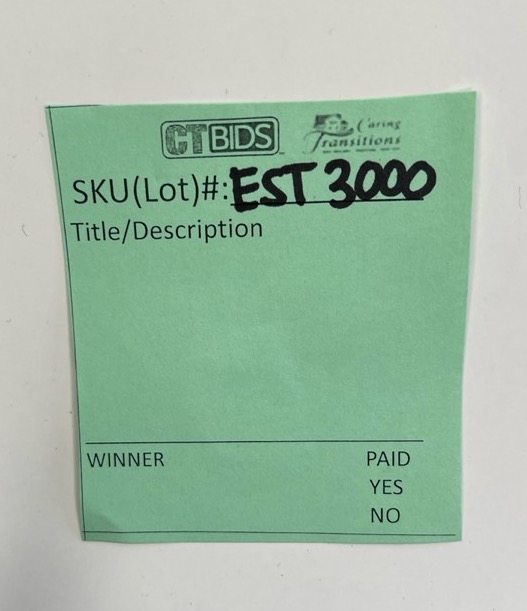 CTBIDS
Caring
Transitions
SKU(Lot)#: EST 3000
Title/Description
WINNER PAID
YES
NO